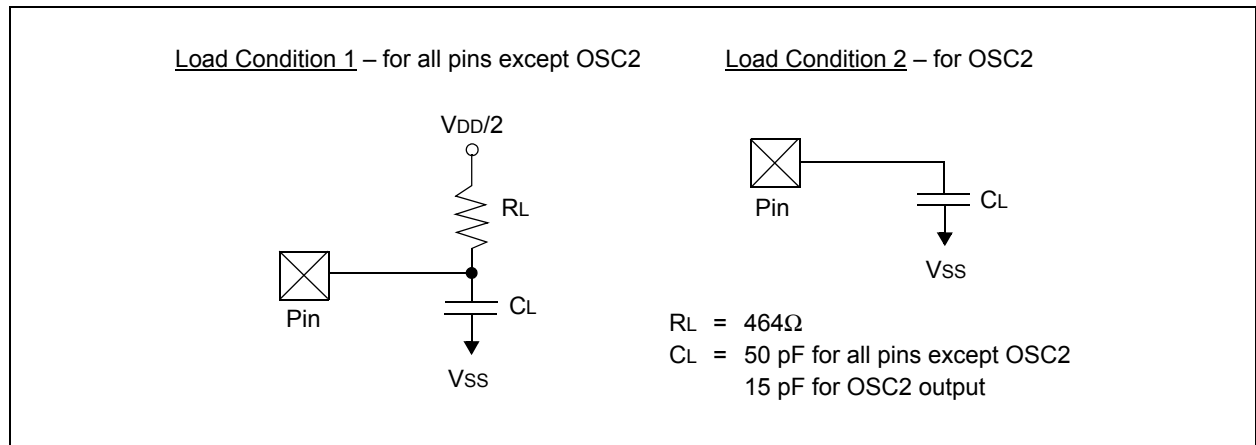 Load Condition 1 – for all pins except OSC2
VDD/2
RL
Pin
CL
VSS
Load Condition 2 – for OSC2
Pin
CL
VSS
RL = 464Ω
CL = 50 pF for all pins except OSC2
15 pF for OSC2 output